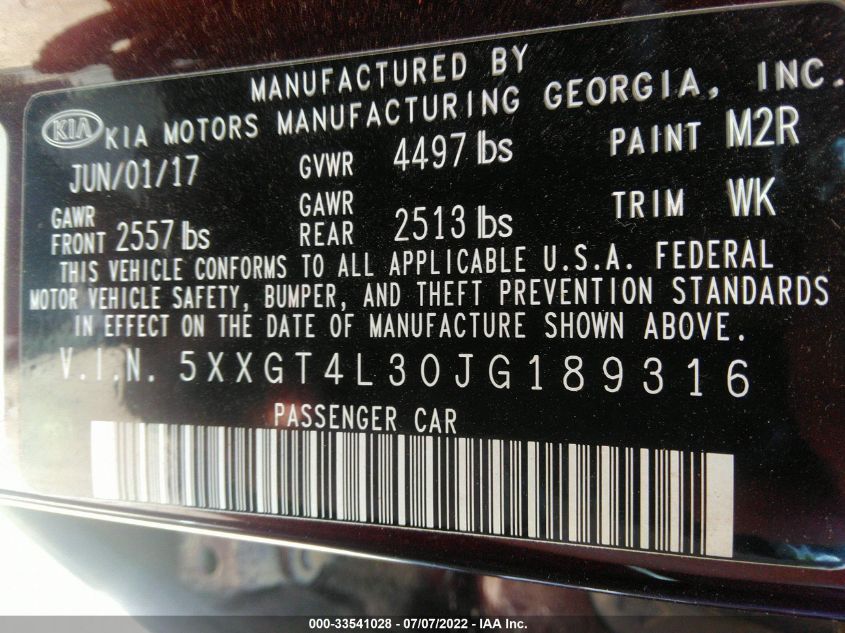 MANUFACTURED BY
KIA KIA MOTORS MANUFACTURING GEORGIA, INC.
JUN/01/17 GVWR 4497 lbs PAINT M2R
GAWR FRONT 2557 lbs GAWR REAR 2513 lbs TRIM WK
THIS VEHICLE CONFORMS TO ALL APPLICABLE U.S.A. FEDERAL
MOTOR VEHICLE SAFETY, BUMPER, AND THEFT PREVENTION STANDARDS
IN EFFECT ON THE DATE OF MANUFACTURE SHOWN ABOVE.
V.I.N. 5XXGT4L30JG189316
PASSENGER CAR
000-33541028 - 07/07/2022 - IAA Inc.